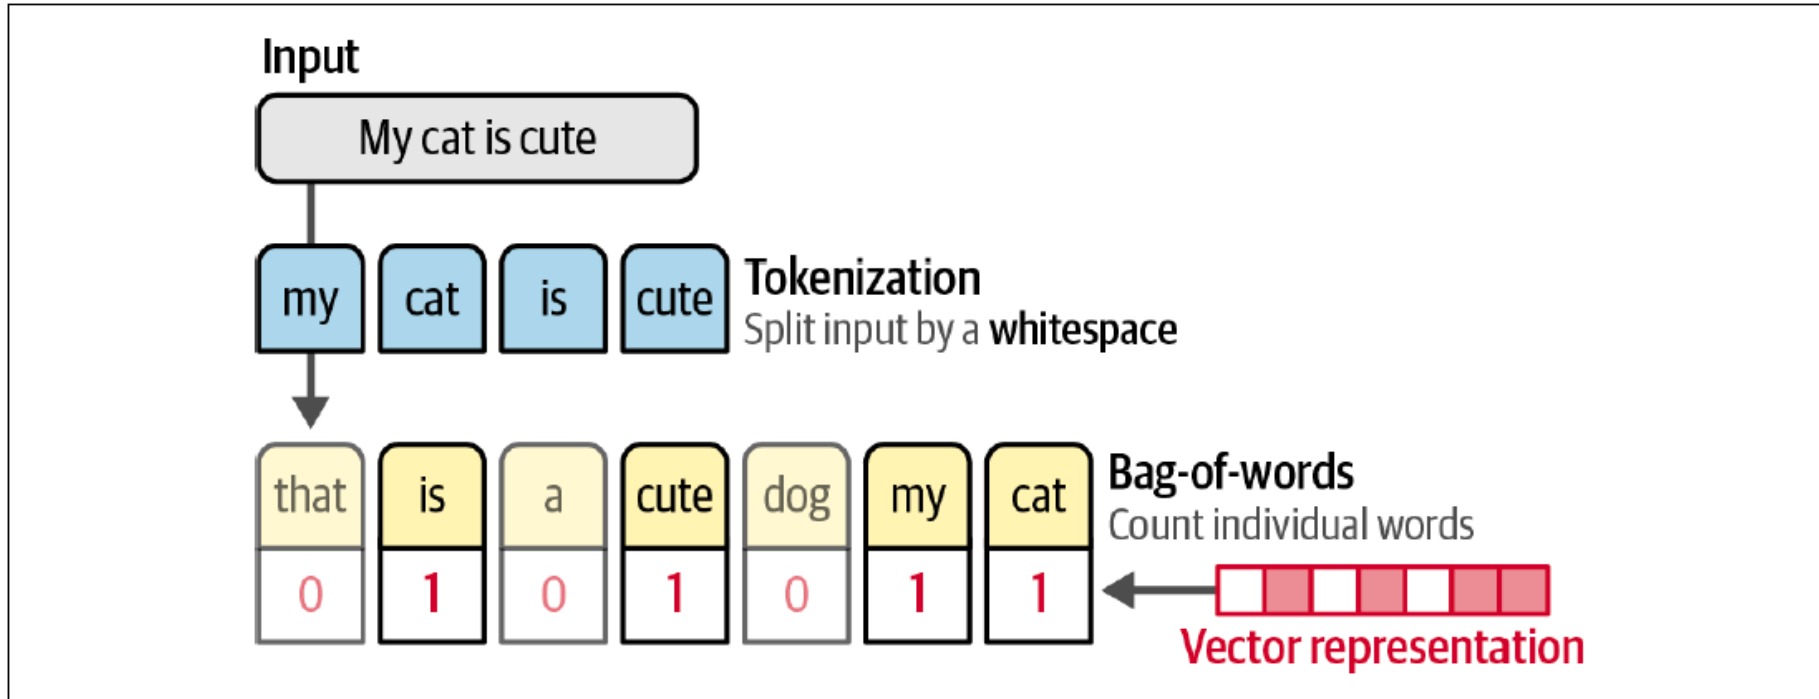 Input
My cat is cute
my cat is cute
Tokenization
Split input by a whitespace
that is a cute dog my cat
Bag-of-words
Count individual words
0 1 0 1 0 1 1
Vector representation